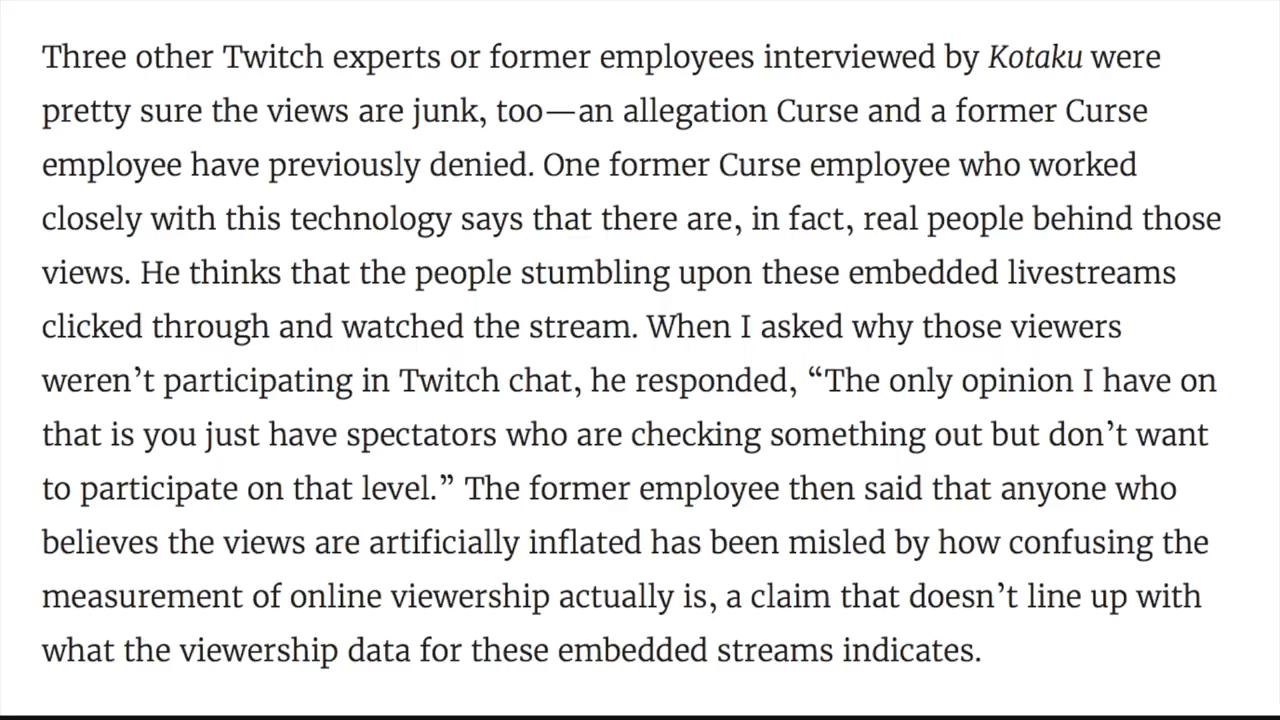 Three other Twitch experts or former employees interviewed by Kotaku were
pretty sure the views are junk, too—an allegation Curse and a former Curse
employee have previously denied. One former Curse employee who worked
closely with this technology says that there are, in fact, real people behind those
views. He thinks that the people stumbling upon these embedded livestreams
clicked through and watched the stream. When I asked why those viewers
weren’t participating in Twitch chat, he responded, “The only opinion I have on
that is you just have spectators who are checking something out but don’t want
to participate on that level.” The former employee then said that anyone who
believes the views are artificially inflated has been misled by how confusing the
measurement of online viewership actually is, a claim that doesn’t line up with
what the viewership data for these embedded streams indicates.